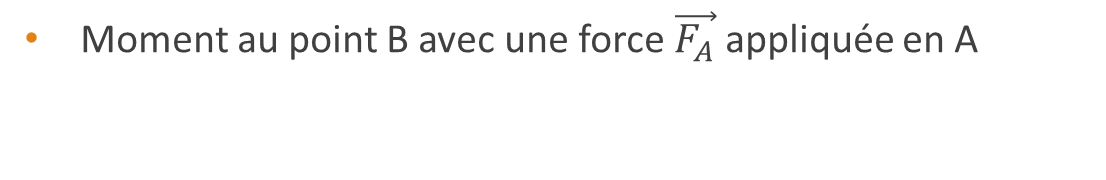 • Moment au point B avec une force $\overrightarrow{F_A}$ appliquée en A